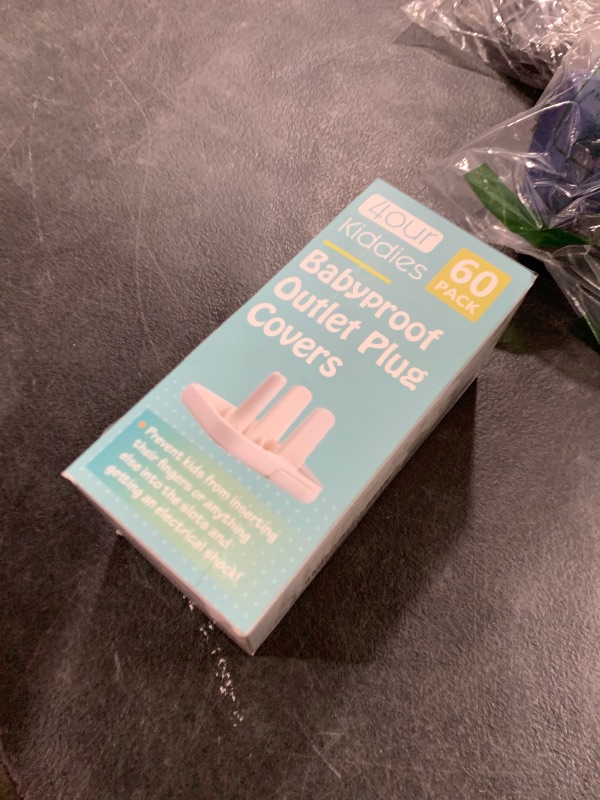 4our
Kiddies
60
PACK
Babyproof
Outlet Plug
Covers
Prevent kids from inserting
their fingers or anything
else into the slots and
getting an electrical shock!